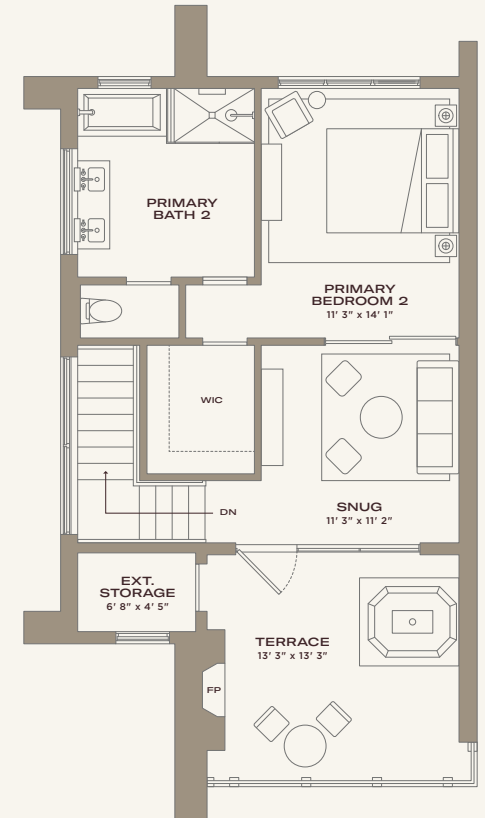 PRIMARY
BATH 2
PRIMARY
BEDROOM 2
11' 3" x 14' 1"
WIC
SNUG
11' 3" x 11' 2"
DN
EXT.
STORAGE
6' 8" x 4' 5"
TERRACE
13' 3" x 13' 3"
FP